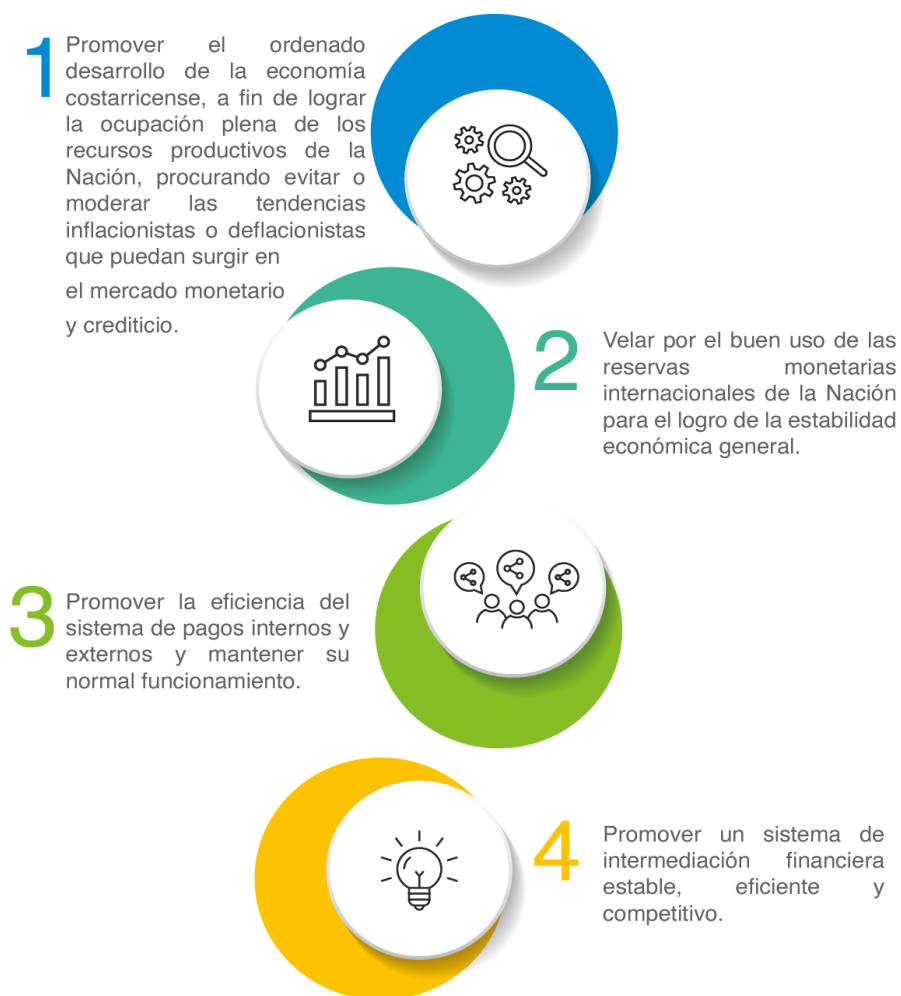 1
Promover el ordenado
desarrollo de la economía
costarricense, a fin de lograr
la ocupación plena de los
recursos productivos de la
Nación, procurando evitar o
moderar las tendencias
inflacionistas o deflacionistas
que puedan surgir en
el mercado monetario
y crediticio.
2
Velar por el buen uso de las
reservas monetarias
internacionales de la Nación
para el logro de la estabilidad
económica general.
3
Promover la eficiencia del
sistema de pagos internos y
externos y mantener su
normal funcionamiento.
4
Promover un sistema de
intermediación financiera
estable, eficiente y
competitivo.